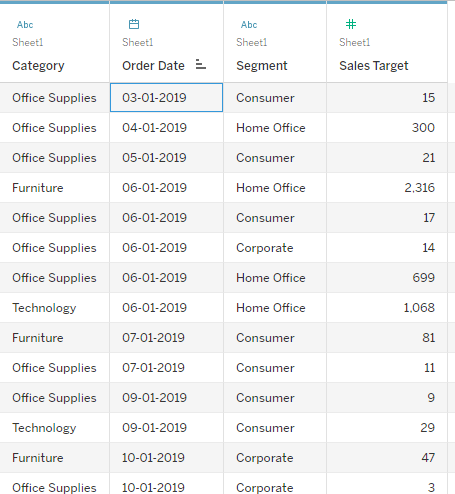 Abc Abc #
Sheet1 Sheet1 Sheet1 Sheet1
Category Order Date Segment Sales Target
Office Supplies 03-01-2019 Consumer 15
Office Supplies 04-01-2019 Home Office 300
Office Supplies 05-01-2019 Consumer 21
Furniture 06-01-2019 Home Office 2,316
Office Supplies 06-01-2019 Consumer 17
Office Supplies 06-01-2019 Corporate 14
Office Supplies 06-01-2019 Home Office 699
Technology 06-01-2019 Home Office 1,068
Furniture 07-01-2019 Consumer 81
Office Supplies 07-01-2019 Consumer 11
Office Supplies 09-01-2019 Consumer 9
Technology 09-01-2019 Consumer 29
Furniture 10-01-2019 Corporate 47
Office Supplies 10-01-2019 Corporate 3